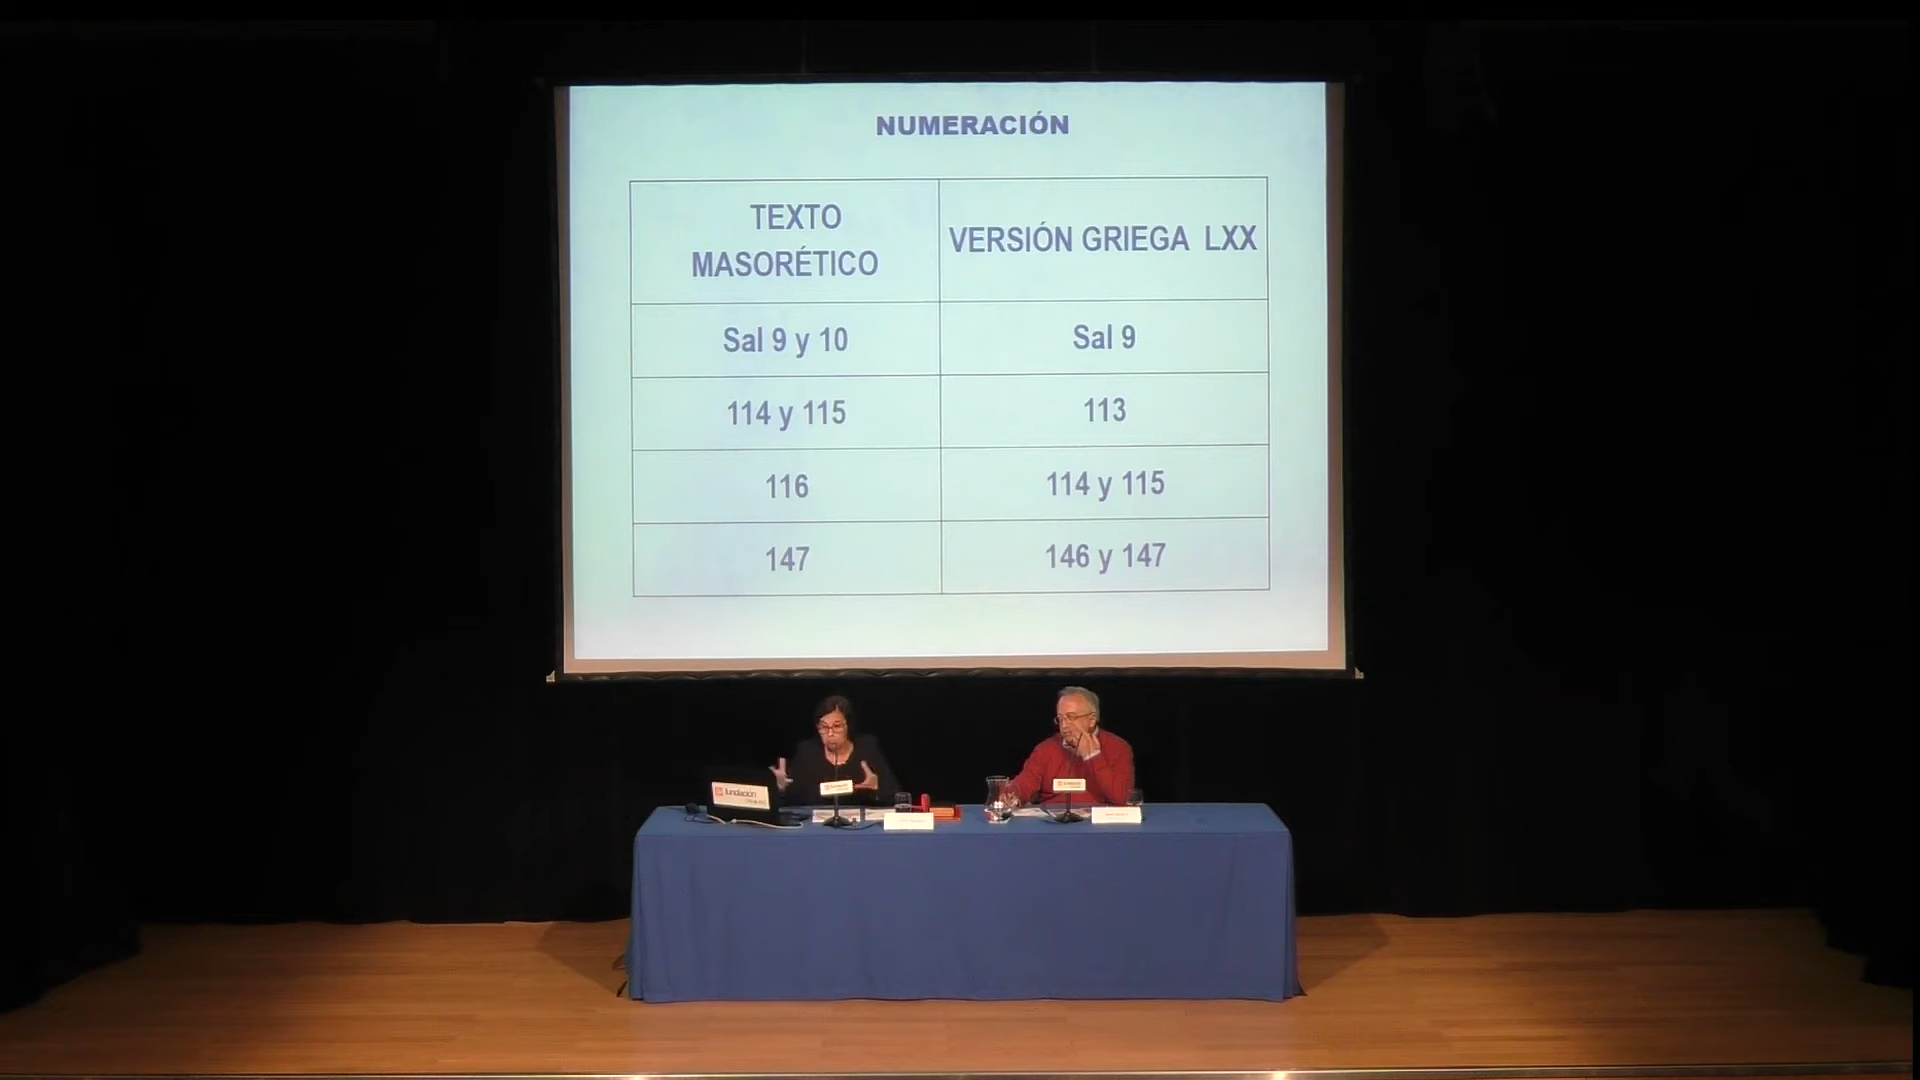 NUMERACIÓN
TEXTO
MASORÉTICO
VERSIÓN GRIEGA LXX
Sal 9 y 10
Sal 9
114 y 115
113
116
114 y 115
147
146 y 147
fundación